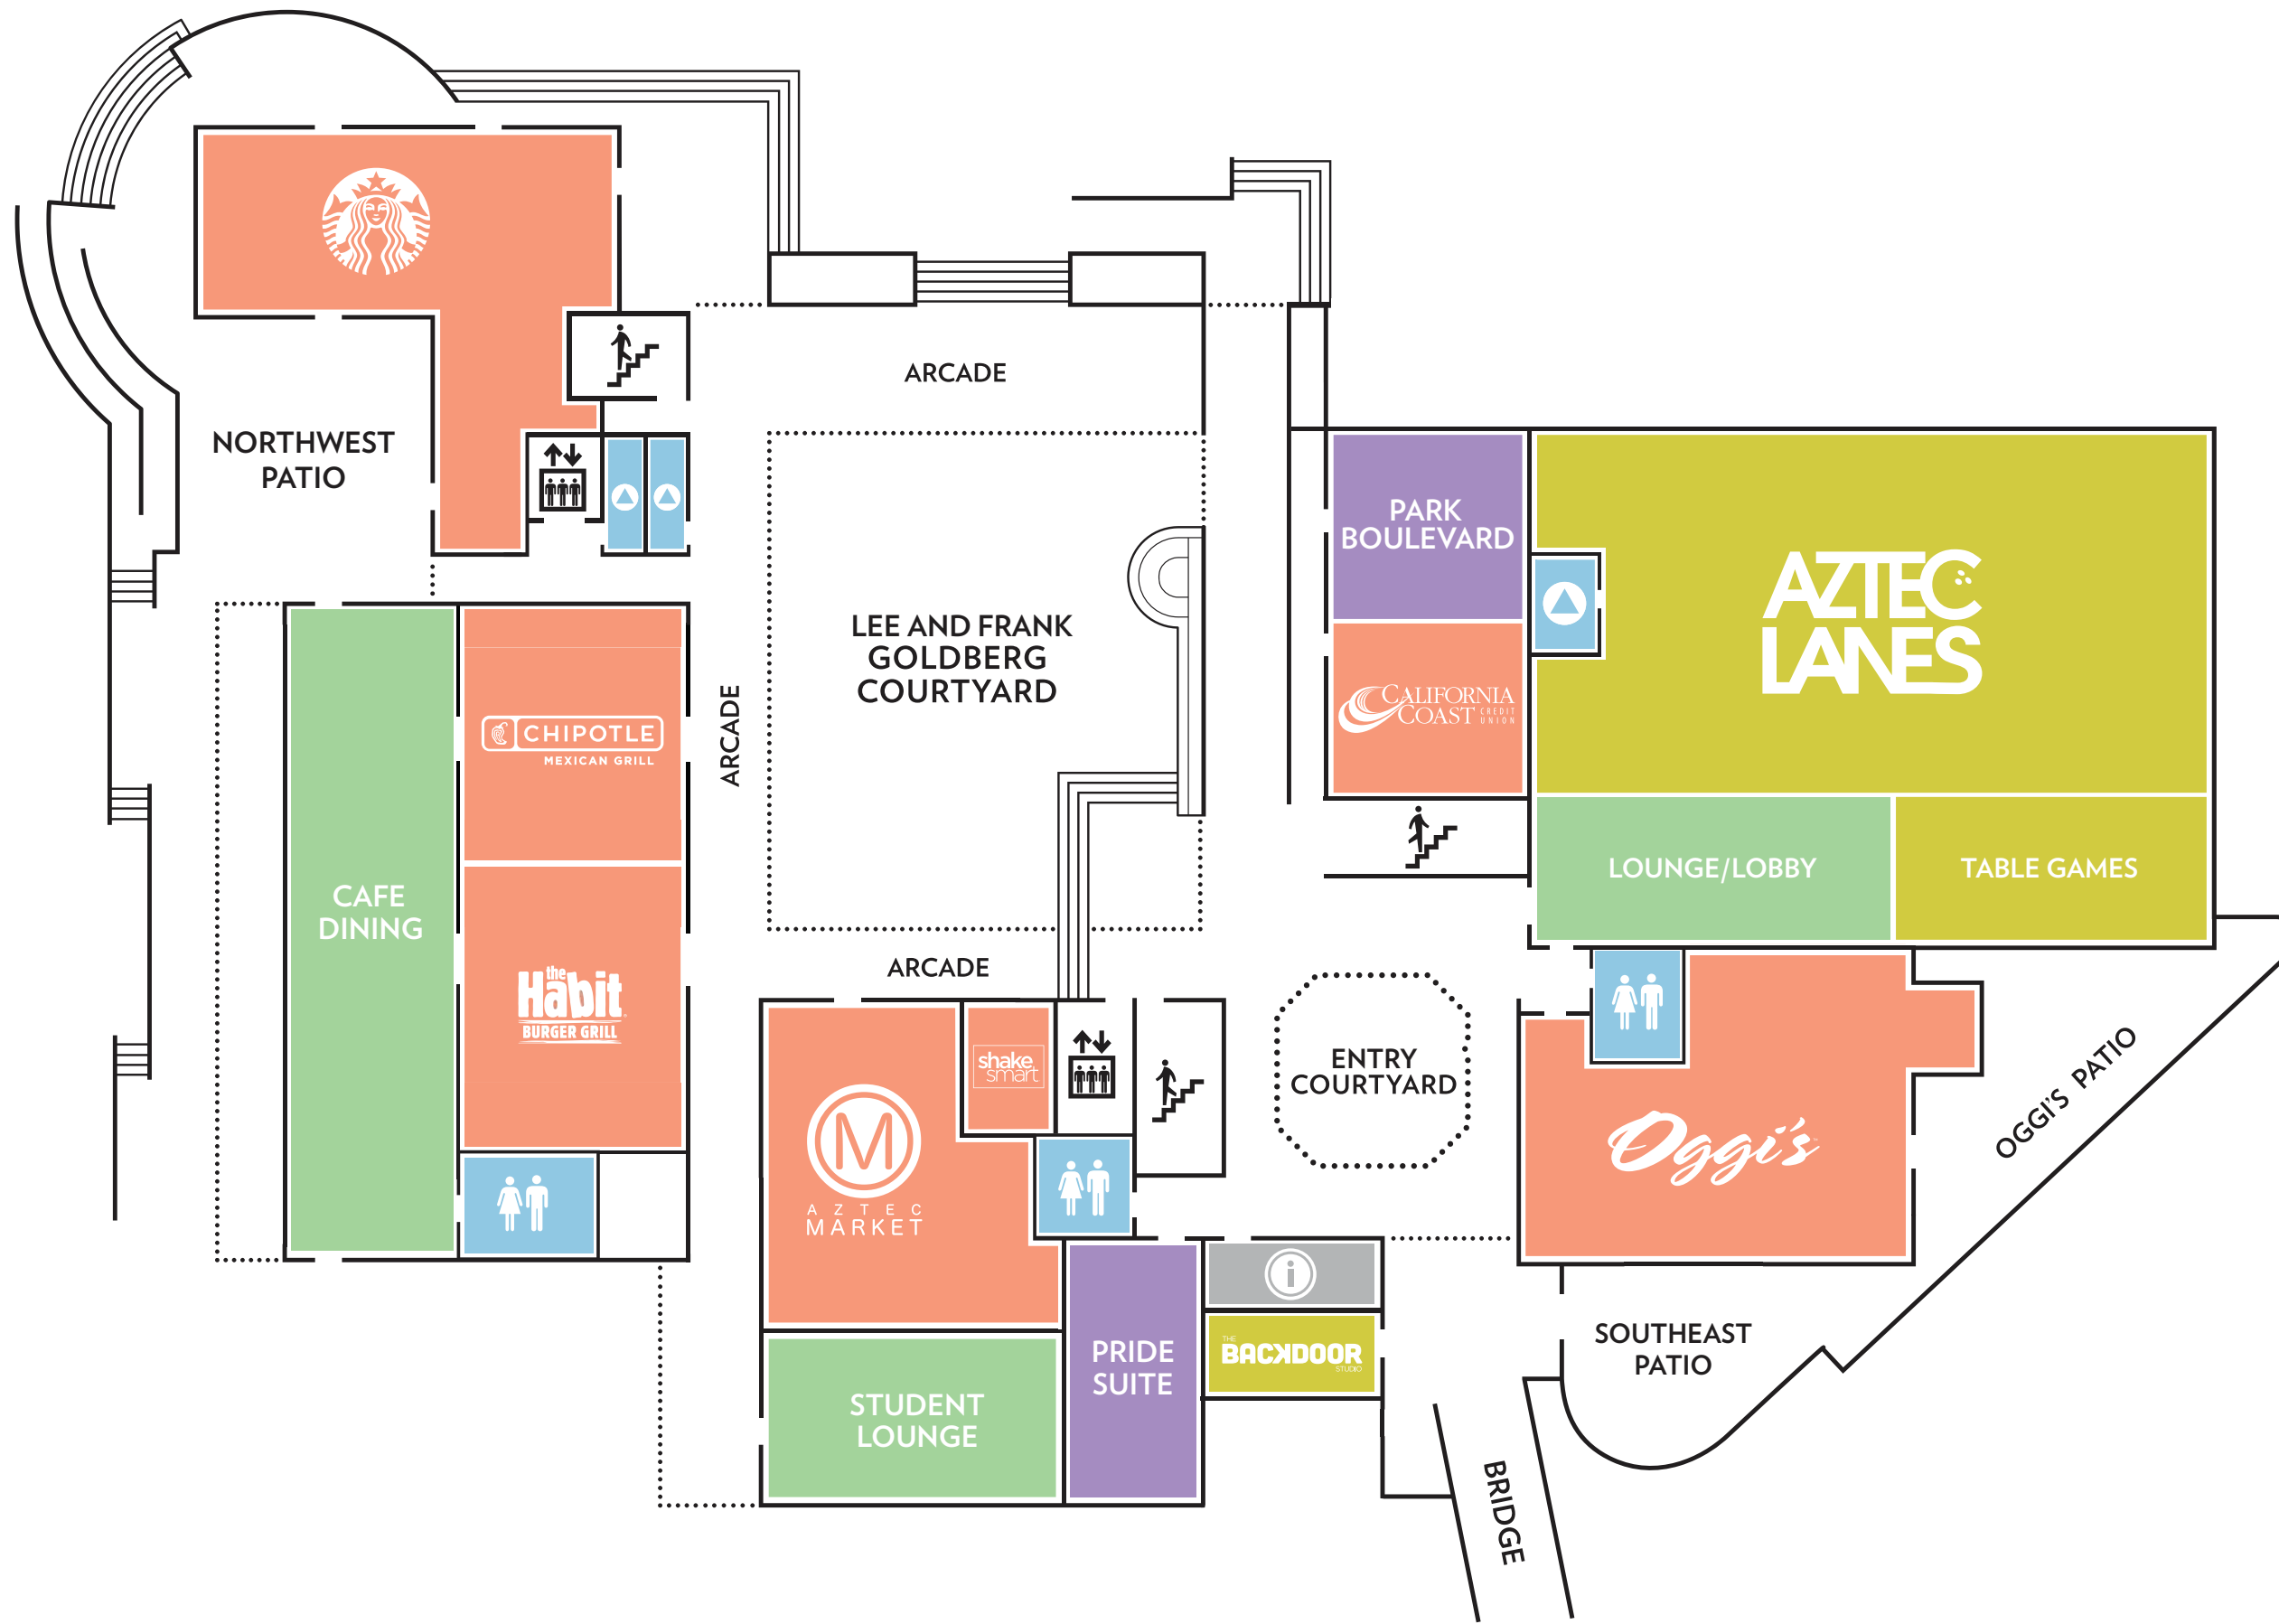 ARCADE
NORTHWEST
PATIO
PARK
BOULEVARD
AZTEC
LANES
LEE AND FRANK
GOLDBERG
COURTYARD
CALIFORNIA
COAST CREDIT
UNION
ARCADE
CHIPOTLE
MEXICAN GRILL
CAFE
DINING
LOUNGE/LOBBY
TABLE GAMES
the
Habit
BURGER GRILL
ARCADE
shake
smart
ENTRY
COURTYARD
OGGI'S PATIO
M
AZTEC
MARKET
Oggi's
i
THE
BACKDOOR
STUDIO
PRIDE
SUITE
STUDENT
LOUNGE
SOUTHEAST
PATIO
BRIDGE